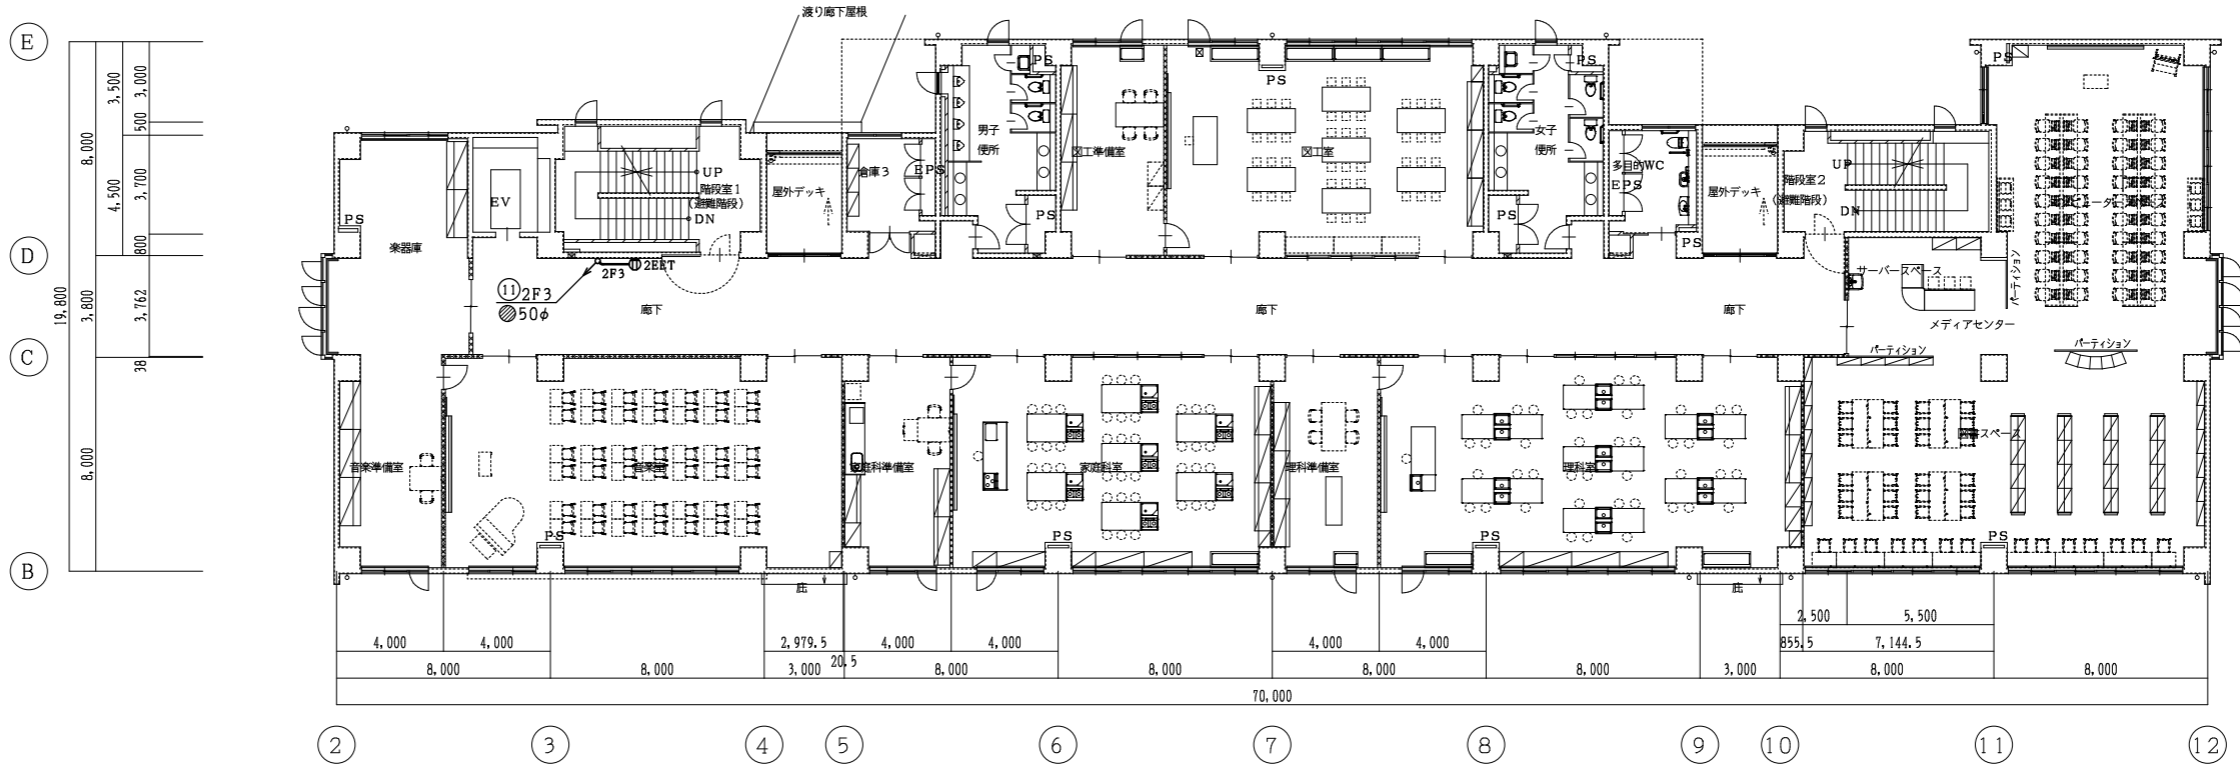 渡り廊下屋根
E
D
C
B
19,800
8,000
3,800
8,000
3,500
4,500
3,000
500
3,700
800
3,762
38
PS
楽器庫
EV
UP
階段室1
(避難階段)
DN
屋外デッキ
倉庫3
EPS
男子
便所
PS
PS
図工準備室
PS
図工室
女子
便所
PS
PS
多目的WC
EPS
PS
屋外デッキ
UP
階段室2
(避難階段)
DN
PS
パーティション
サーバースペース
メディアセンター
パーティション
パーティション
2F3
2EET
11
2F3
50φ
廊下
廊下
廊下
音楽準備室
音楽室
PS
家庭科準備室
家庭科室
PS
理科準備室
理科室
PS
図書スペース
PS
庇
庇
4,000
4,000
2,979.5
20.5
4,000
4,000
4,000
4,000
2,500
5,500
855.5
7,144.5
8,000
8,000
3,000
8,000
8,000
8,000
8,000
3,000
8,000
8,000
70,000
2
3
4
5
6
7
8
9
10
11
12